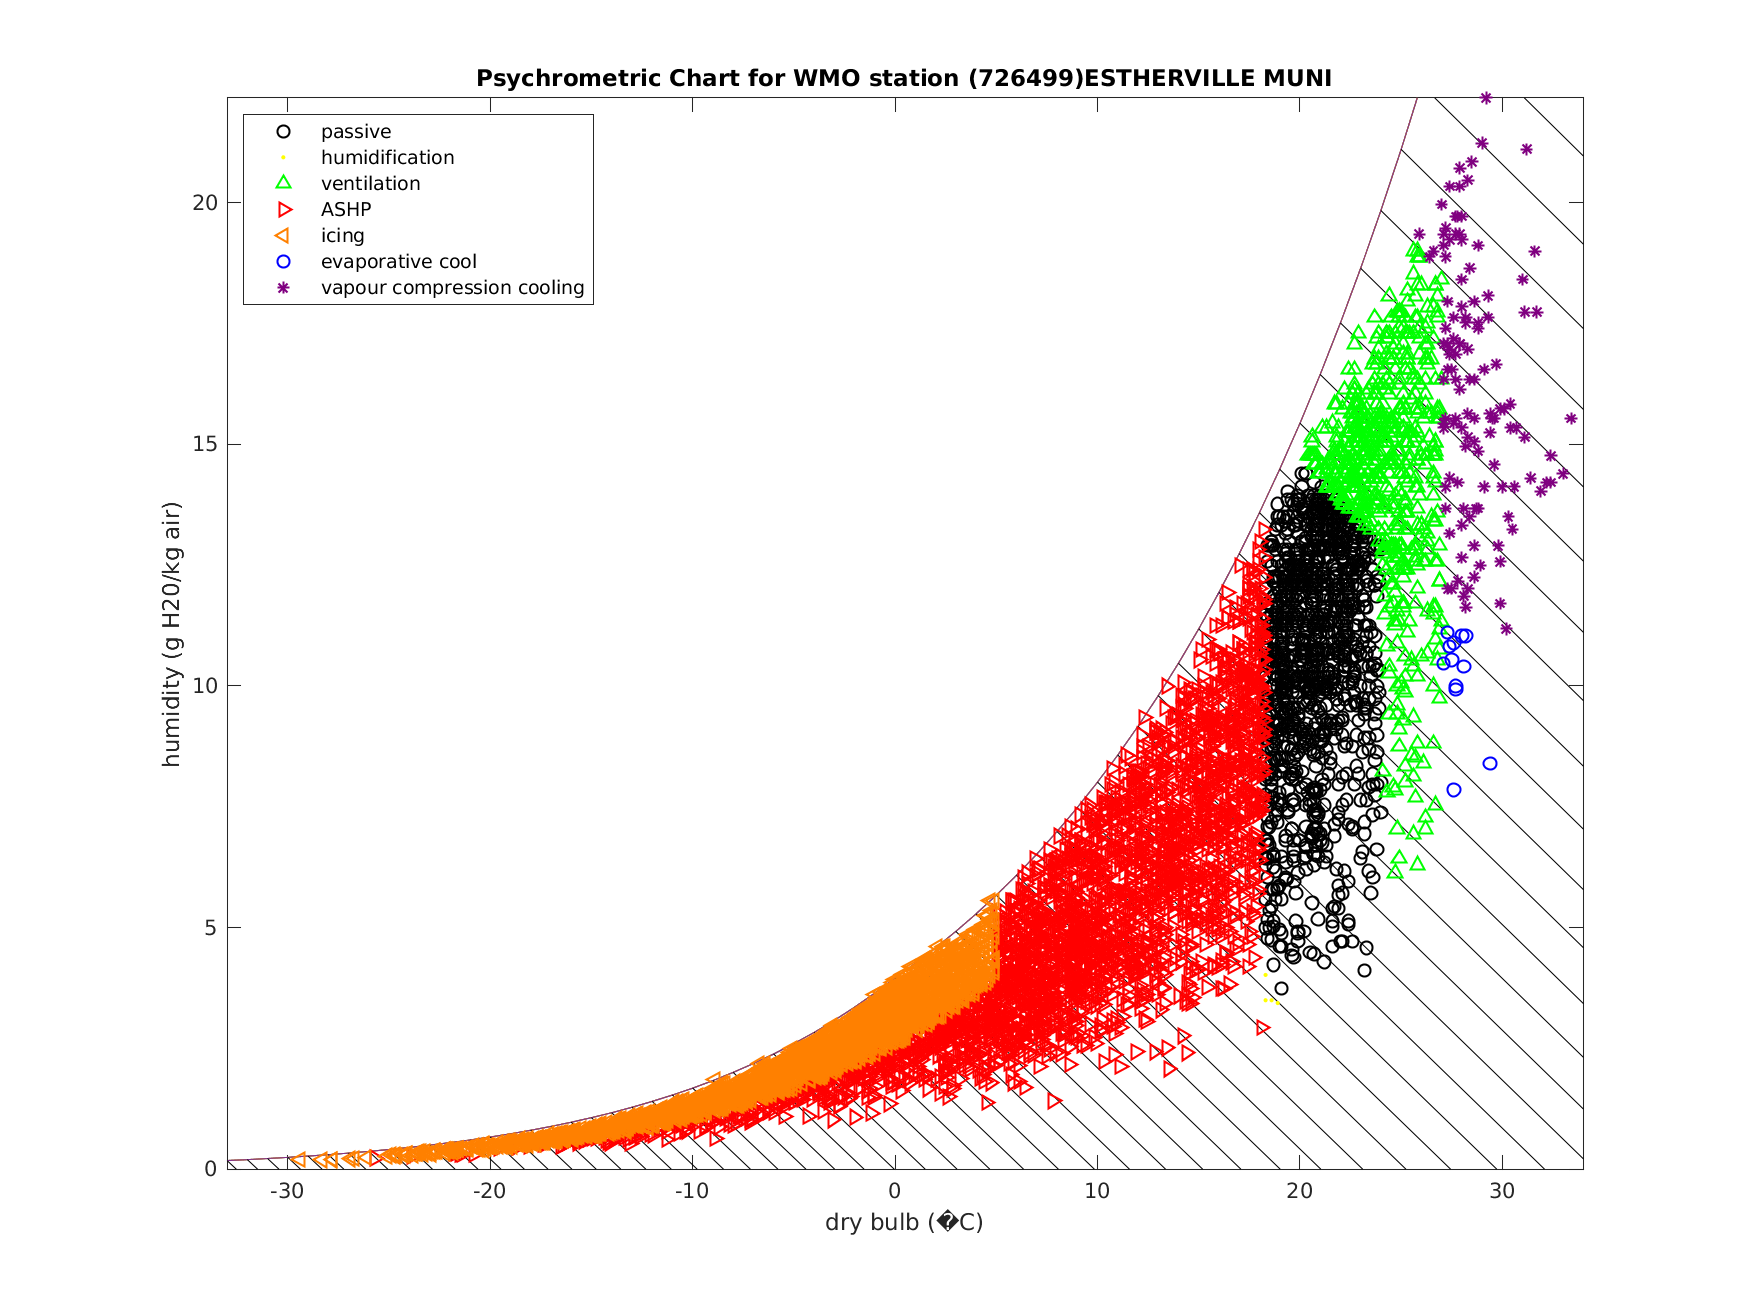 Psychrometric Chart for WMO station (726499)ESTHERVILLE MUNI
passive
humidification
ventilation
ASHP
icing
evaporative cool
vapour compression cooling
humidity (g H20/kg air)
20
15
10
5
0
-30 -20 -10 0 10 20 30
dry bulb (�C)